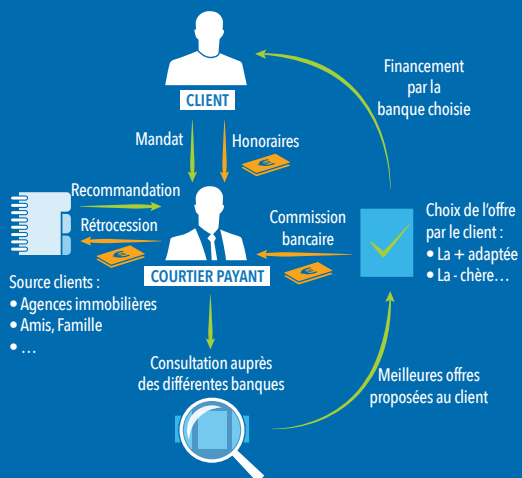 Financement
par la
banque choisie
CLIENT
Mandat
Honoraires
€
Recommandation
Rétrocession
€
Commission
bancaire
€
Choix de l'offre
par le client :
• La + adaptée
• La - chère…
COURTIER PAYANT
Source clients :
• Agences immobilières
• Amis, Famille
• …
Consultation auprès
des différentes banques
Meilleures offres
proposées au client